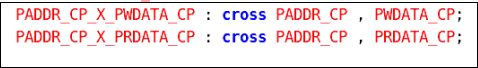 PADDR_CP_X_PWDATA_CP : cross PADDR_CP , PWDATA_CP;
PADDR_CP_X_PRDATA_CP : cross PADDR_CP , PRDATA_CP;